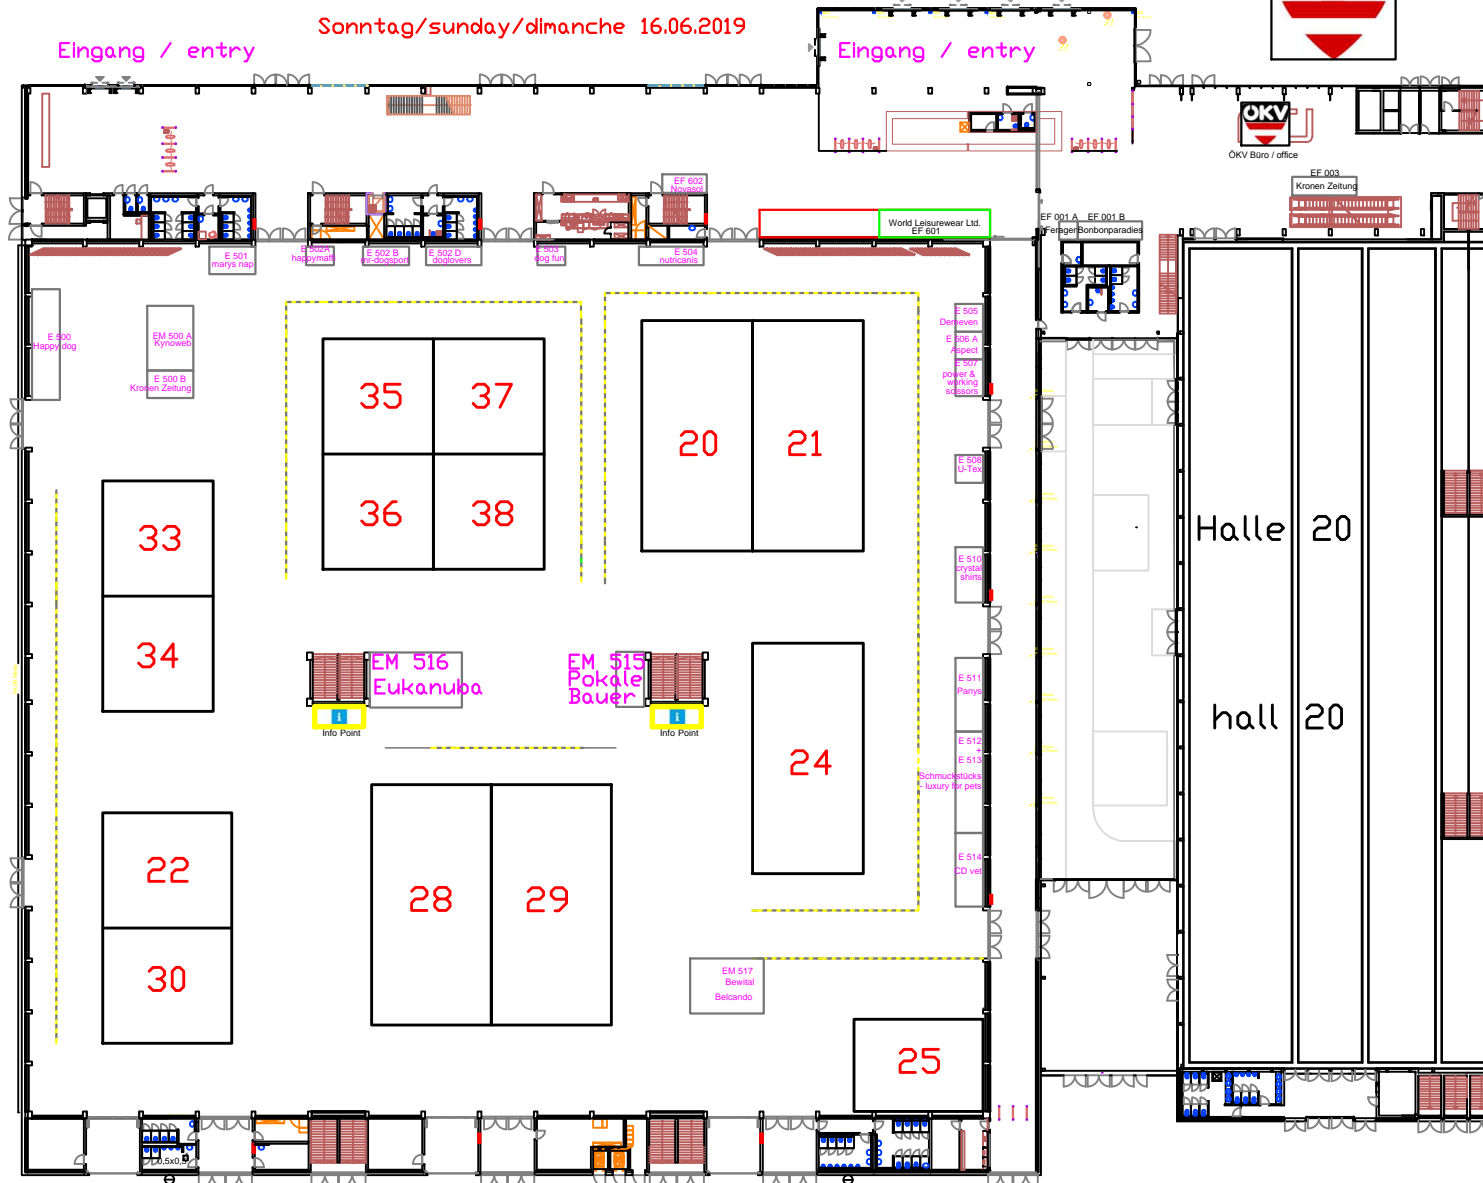 Sonntag/sunday/dimanche 16.06.2019
Eingang / entry
Eingang / entry
ÖKV
ÖKV Büro / office
EF 003
Kronen Zeitung
EF 602
Novasol
World Leisurewear Ltd.
EF 601
EF 001 A
Ferager
EF 001 B
Bonbonparadies
E 501
marys nap
E 502A
happymaff
E 502 B
mr-dogsport
E 502 D
doglovers
E 503
dog fun
E 504
nutricanis
E 500
Happy dog
EM 500 A
Kynoweb
E 500 B
Kronen Zeitung
E 505
Demeven
E 506 A
Aspect
E 507
power &
working
scissors
35
37
36
38
20
21
E 508
U-Tex
33
34
E 510
crystal
shirts
Halle 20
hall 20
EM 516
Eukanuba
EM 515
Pokale
Bauer
i
Info Point
i
Info Point
E 511
Panys
24
E 512
+
E 513
Schmuckstücks
- luxury for pets
E 514
CD vet
22
30
28
29
EM 517
Bewital
Belcando
25
0,5x0,5